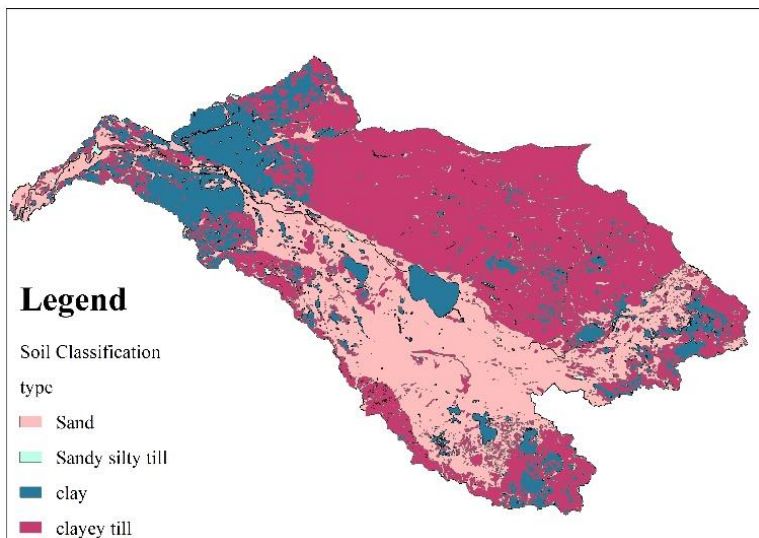 Legend
Soil Classification
type
Sand
Sandy silty till
clay
clayey till